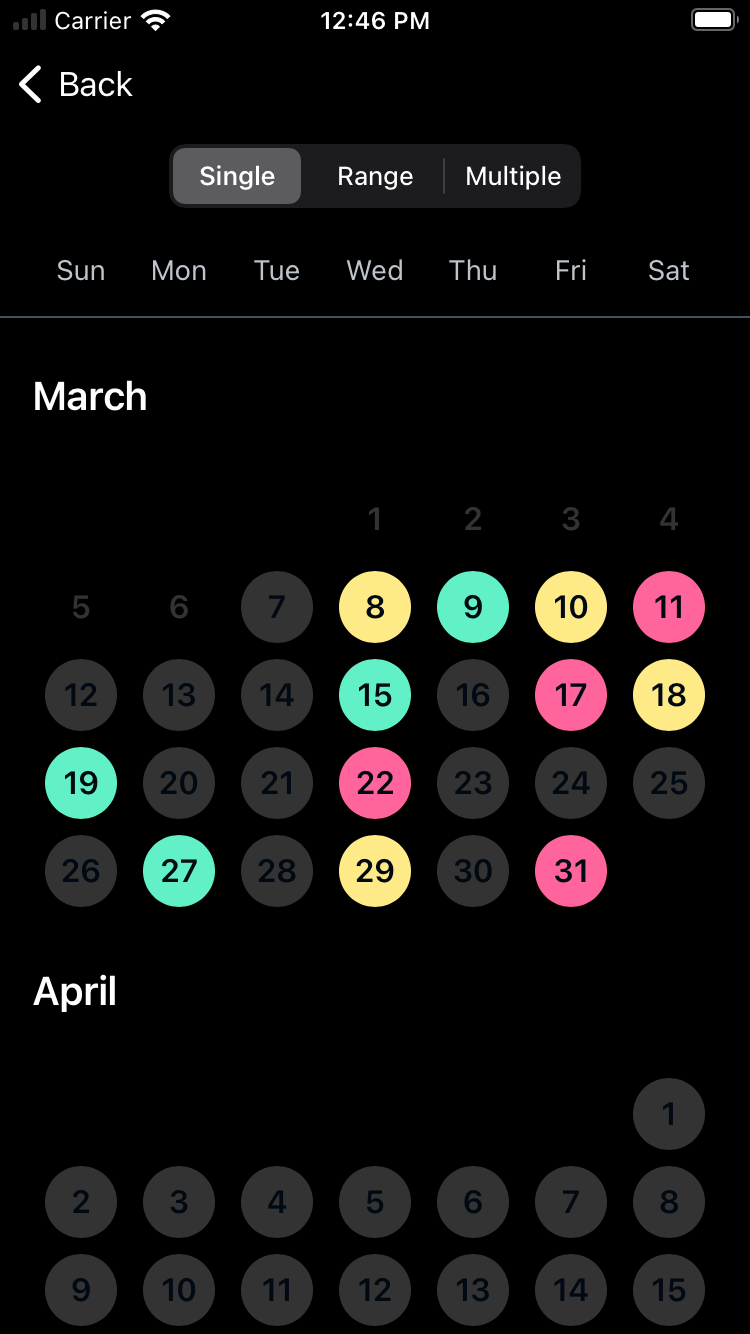 Carrier 12:46 PM
Back
Single Range Multiple
Sun Mon Tue Wed Thu Fri Sat
March
1 2 3 4
5 6 7 8 9 10 11
12 13 14 15 16 17 18
19 20 21 22 23 24 25
26 27 28 29 30 31
April
1
2 3 4 5 6 7 8
9 10 11 12 13 14 15